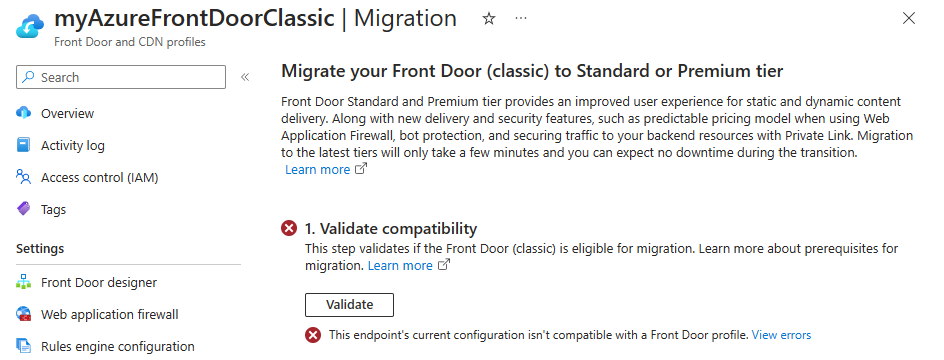 myAzureFrontDoorClassic | Migration
Front Door and CDN profiles
Search
Overview
Activity log
Access control (IAM)
Tags
Settings
Front Door designer
Web application firewall
Rules engine configuration
Migrate your Front Door (classic) to Standard or Premium tier
Front Door Standard and Premium tier provides an improved user experience for static and dynamic content
delivery. Along with new delivery and security features, such as predictable pricing model when using Web
Application Firewall, bot protection, and securing traffic to your backend resources with Private Link. Migration
to the latest tiers will only take a few minutes and you can expect no downtime during the transition.
Learn more
1. Validate compatibility
This step validates if the Front Door (classic) is eligible for migration. Learn more about prerequisites for
migration. Learn more
Validate
This endpoint's current configuration isn't compatible with a Front Door profile. View errors